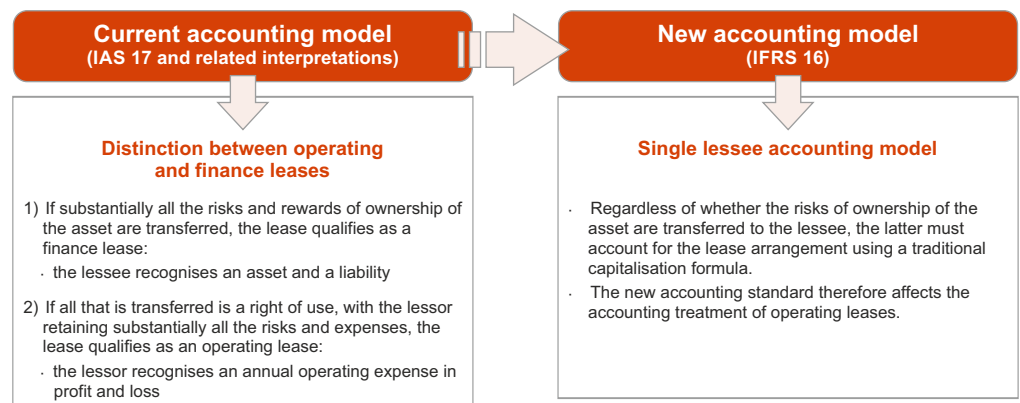 Current accounting model
(IAS 17 and related interpretations)
Distinction between operating
and finance leases
1) If substantially all the risks and rewards of ownership of
the asset are transferred, the lease qualifies as a
finance lease:
· the lessee recognises an asset and a liability
2) If all that is transferred is a right of use, with the lessor
retaining substantially all the risks and expenses, the
lease qualifies as an operating lease:
· the lessor recognises an annual operating expense in
profit and loss
New accounting model
(IFRS 16)
Single lessee accounting model
· Regardless of whether the risks of ownership of the
asset are transferred to the lessee, the latter must
account for the lease arrangement using a traditional
capitalisation formula.
· The new accounting standard therefore affects the
accounting treatment of operating leases.